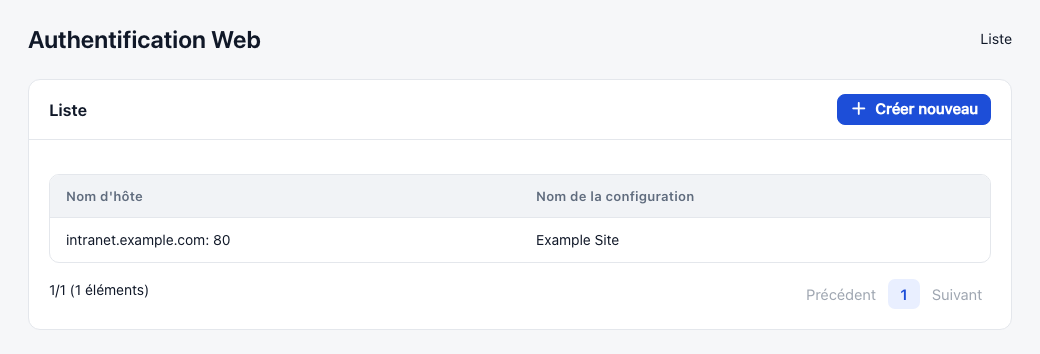 Authentification Web
Liste
Liste
Créer nouveau
Nom d'hôte Nom de la configuration
intranet.example.com: 80 Example Site
1/1 (1 éléments)
Précédent 1 Suivant